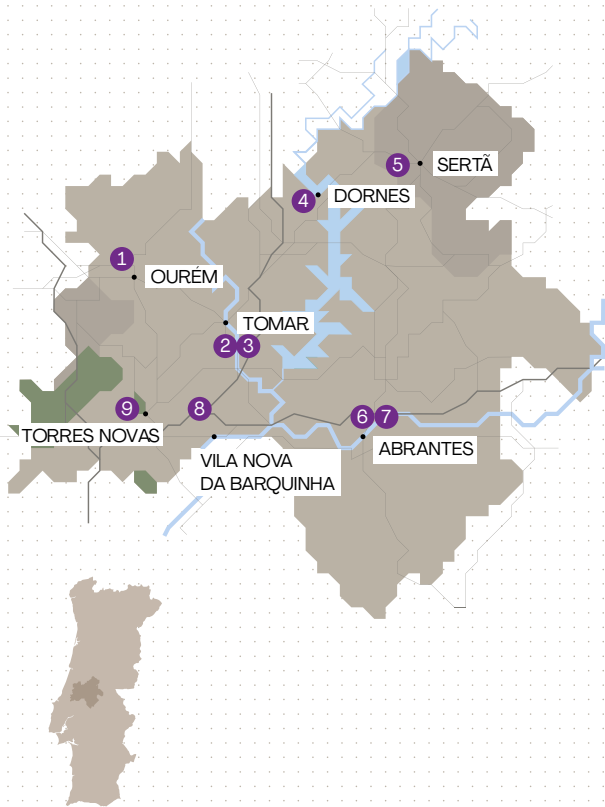 5 SERTÃ
4 DORNES
1
OURÉM
TOMAR
2 3
9 8 6 7
TORRES NOVAS
ABRANTES
VILA NOVA
DA BARQUINHA